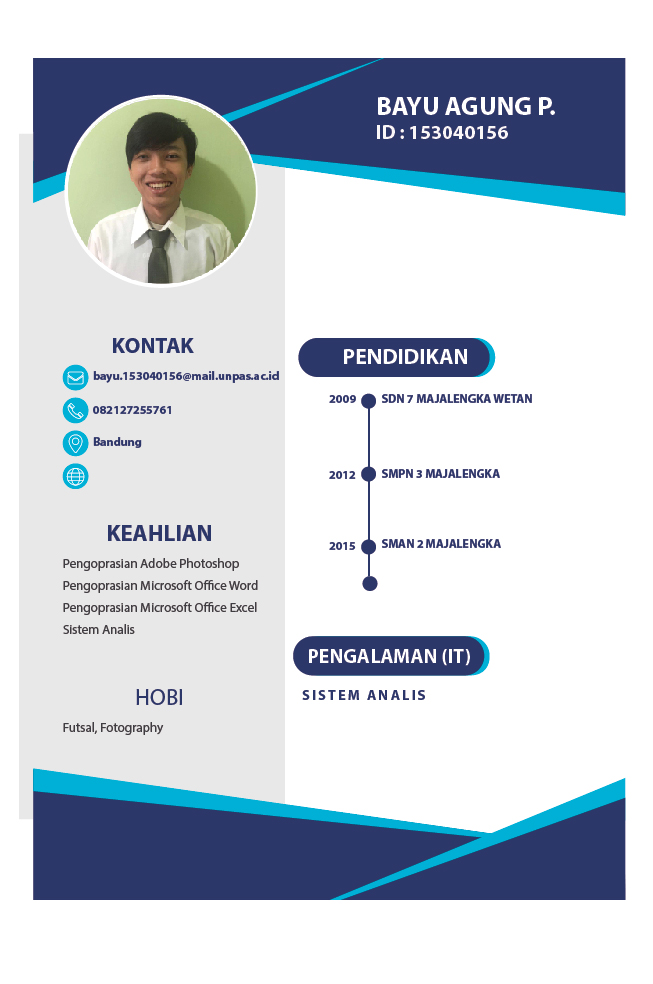 BAYU AGUNG P.
ID : 153040156
KONTAK
bayu.153040156@mail.unpas.ac.id
082127255761
Bandung
KEAHLIAN
Pengoprasian Adobe Photoshop
Pengoprasian Microsoft Office Word
Pengoprasian Microsoft Office Excel
Sistem Analis
HOBI
Futsal, Fotography
PENDIDIKAN
2009 SDN 7 MAJALENGKA WETAN
2012 SMPN 3 MAJALENGKA
2015 SMAN 2 MAJALENGKA
PENGALAMAN (IT)
SISTEM ANALIS